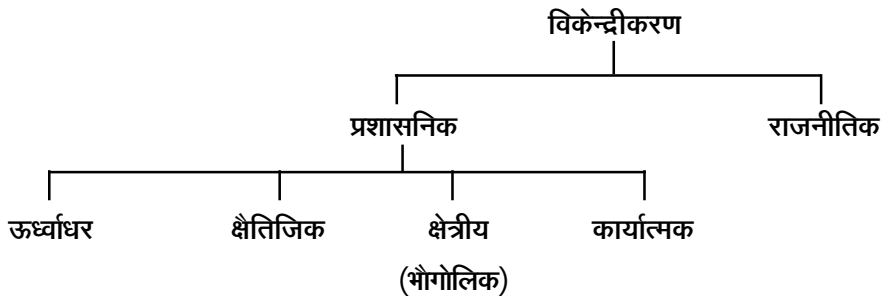 विकेन्द्रीकरण
प्रशासनिक राजनीतिक
ऊर्ध्वाधर क्षैतिजिक क्षेत्रीय कार्यात्मक
(भौगोलिक)